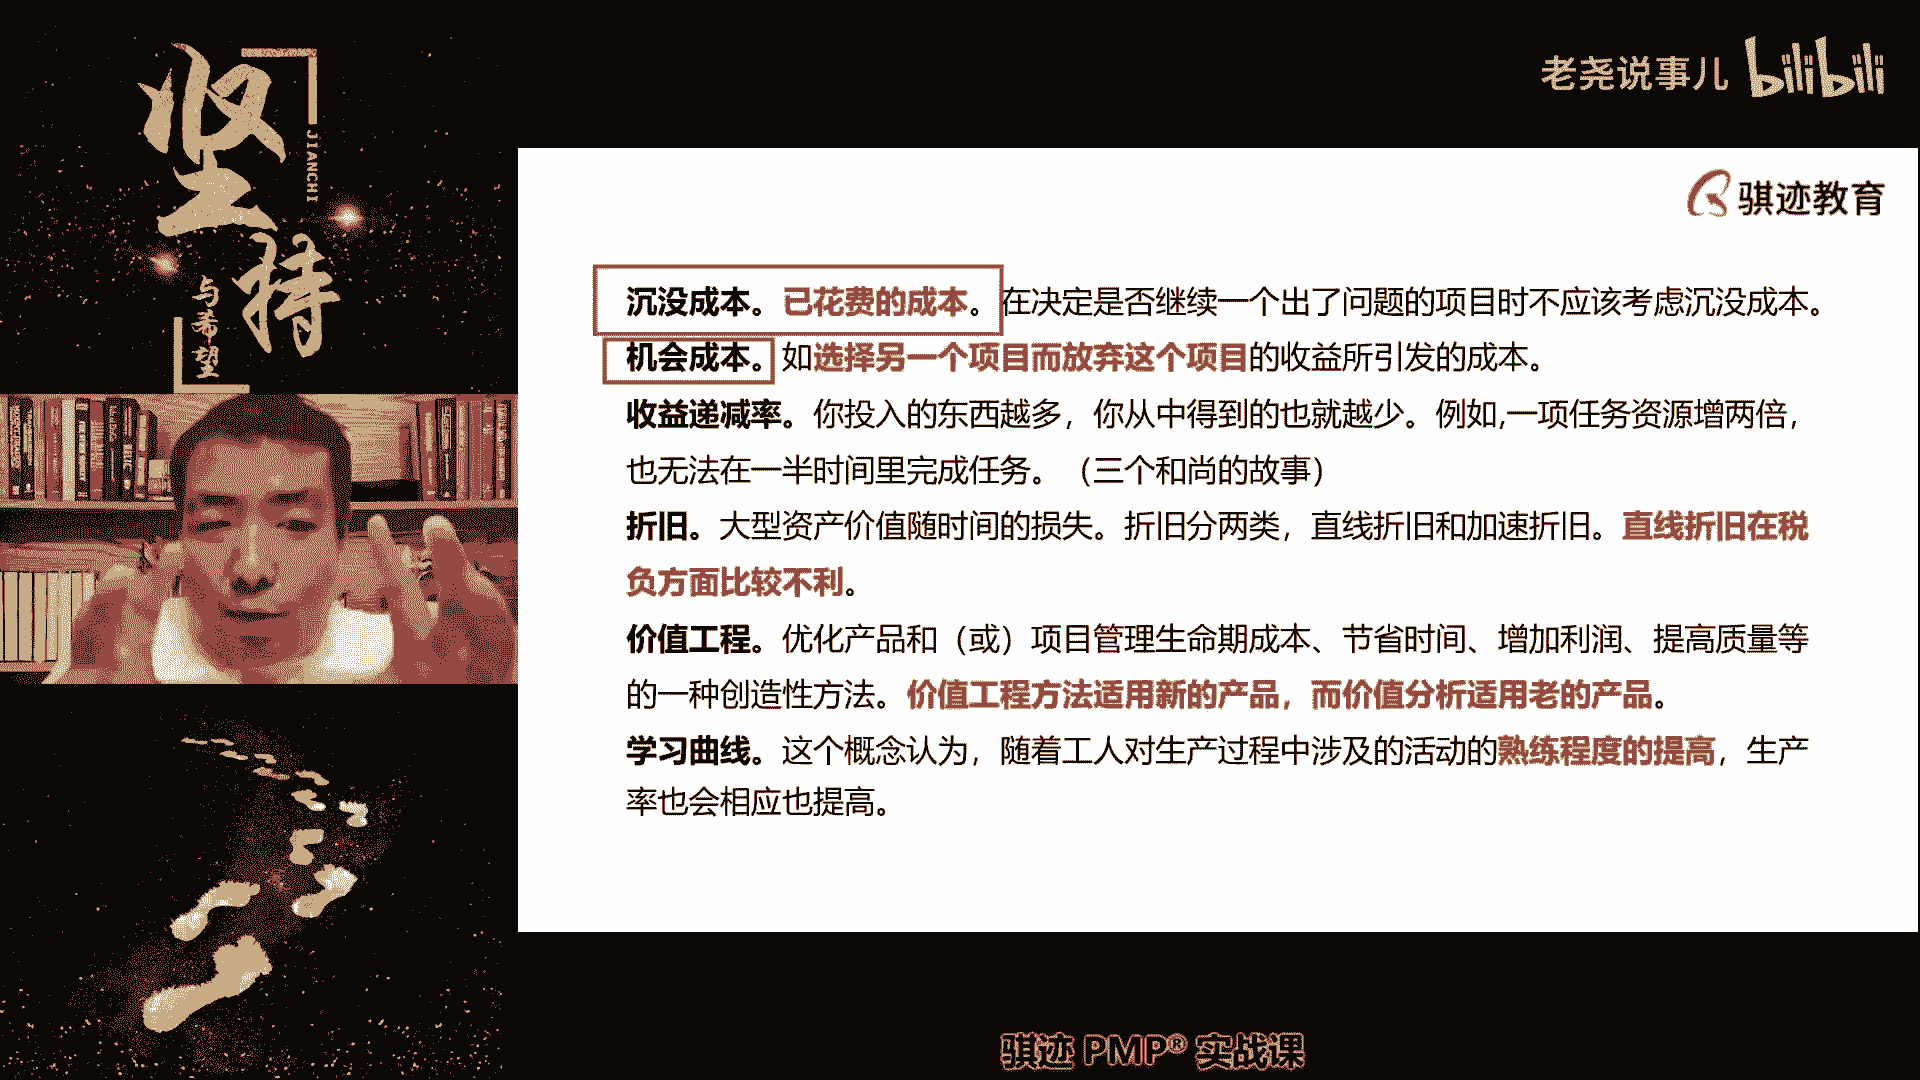 坚持
JIANCHI
与希望
老尧说事儿 bilibili
骐迹教育
沉没成本。已花费的成本。在决定是否继续一个出了问题的项目时不应该考虑沉没成本。
机会成本。如选择另一个项目而放弃这个项目的收益所引发的成本。
收益递减率。你投入的东西越多，你从中得到的也就越少。例如,一项任务资源增两倍，
也无法在一半时间里完成任务。（三个和尚的故事）
折旧。大型资产价值随时间的损失。折旧分两类，直线折旧和加速折旧。直线折旧在税
负方面比较不利。
价值工程。优化产品和（或）项目管理生命期成本、节省时间、增加利润、提高质量等
的一种创造性方法。价值工程方法适用新的产品，而价值分析适用老的产品。
学习曲线。这个概念认为，随着工人对生产过程中涉及的活动的熟练程度的提高，生产
率也会相应也提高。
骐迹 PMP® 实战课